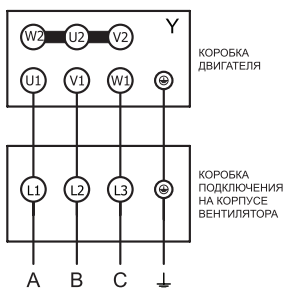 W2 U2 V2 Y
U1 V1 W1
КОРОБКА
ДВИГАТЕЛЯ
L1 L2 L3
КОРОБКА
ПОДКЛЮЧЕНИЯ
НА КОРПУСЕ
ВЕНТИЛЯТОРА
A B C